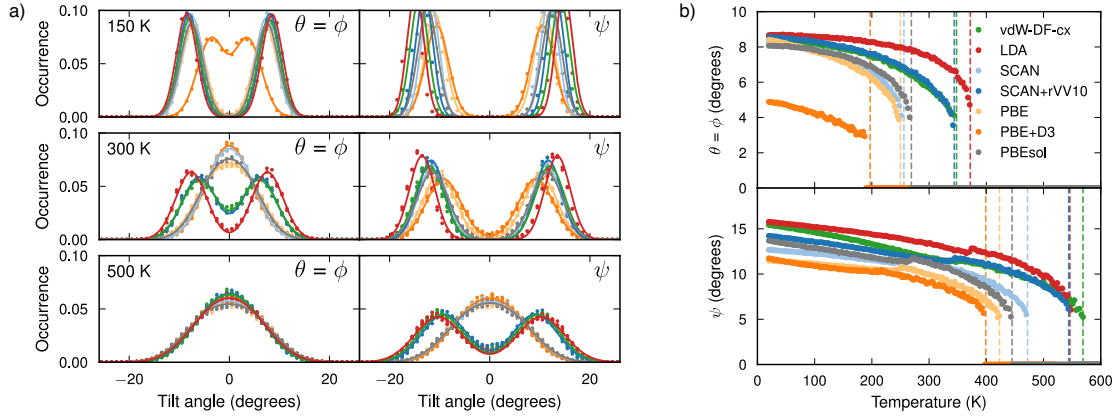 a)
150 K
θ = ϕ
ψ
Occurrence
0.10
0.05
0.00
300 K
θ = ϕ
ψ
Occurrence
0.10
0.05
0.00
500 K
θ = ϕ
ψ
Occurrence
0.10
0.05
0.00
−20
0
20
−20
0
20
Tilt angle (degrees)
Tilt angle (degrees)
b)
θ = ϕ (degrees)
10
8
6
4
2
0
vdW-DF-cx
LDA
SCAN
SCAN+rVV10
PBE
PBE+D3
PBEsol
ψ (degrees)
15
10
5
0
0
100
200
300
400
500
600
Temperature (K)